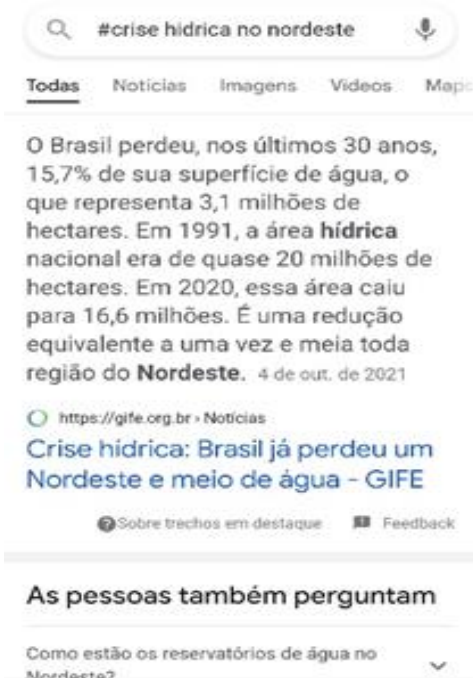 #crise hidrica no nordeste
Todas Notícias Imagens Vídeos Map
O Brasil perdeu, nos últimos 30 anos,
15,7% de sua superfície de água, o
que representa 3,1 milhões de
hectares. Em 1991, a área hídrica
nacional era de quase 20 milhões de
hectares. Em 2020, essa área caiu
para 16,6 milhões. É uma redução
equivalente a uma vez e meia toda
região do Nordeste. 4 de out. de 2021
https://gife.org.br › Notícias
Crise hídrica: Brasil já perdeu um
Nordeste e meio de água - GIFE
Sobre trechos em destaque Feedback
As pessoas também perguntam
Como estão os reservatórios de água no
Nordeste?